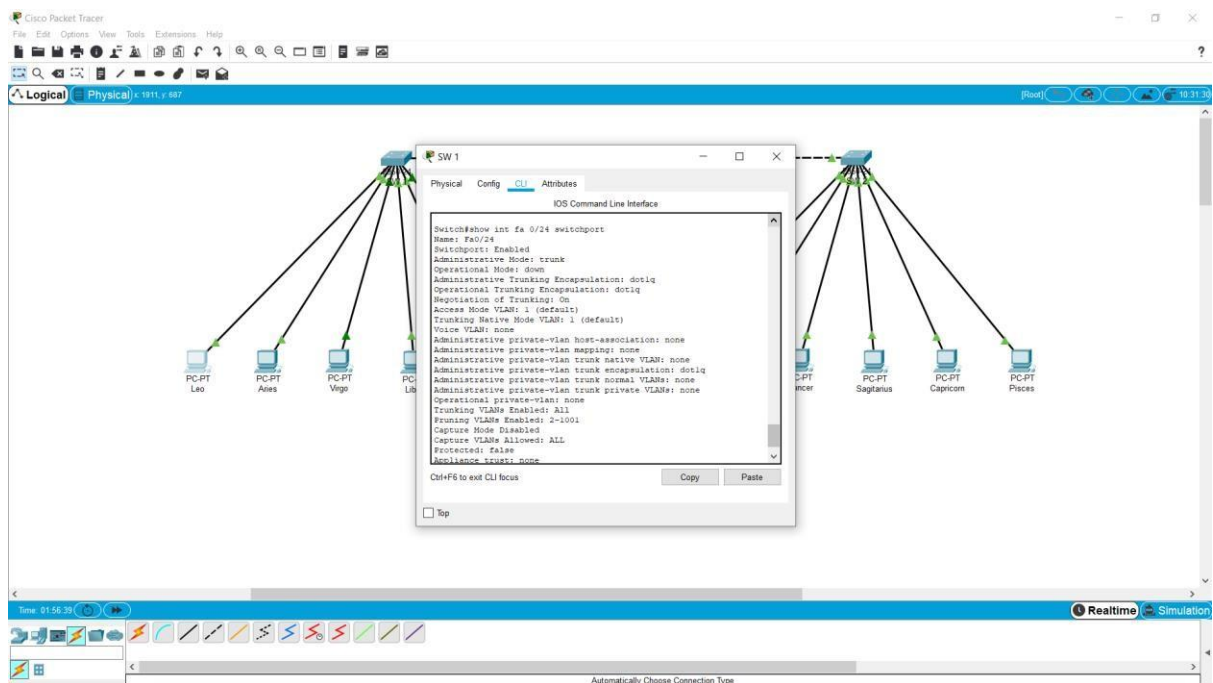 Cisco Packet Tracer
File Edit Options View Tools Extensions Help
?
Logical Physical x: 1911, y: 687 [Root] 10:31:30
SW 1
Physical Config CLI Attributes
IOS Command Line Interface
Switch#show int fa 0/24 switchport
Name: Fa0/24
Switchport: Enabled
Administrative Mode: trunk
Operational Mode: down
Administrative Trunking Encapsulation: dot1q
Operational Trunking Encapsulation: dot1q
Negotiation of Trunking: On
Access Mode VLAN: 1 (default)
Trunking Native Mode VLAN: 1 (default)
Voice VLAN: none
Administrative private-vlan host-association: none
Administrative private-vlan mapping: none
Administrative private-vlan trunk native VLAN: none
Administrative private-vlan trunk encapsulation: dot1q
Administrative private-vlan trunk normal VLANs: none
Administrative private-vlan trunk private VLANs: none
Operational private-vlan: none
Trunking VLANs Enabled: All
Pruning VLANs Enabled: 2-1001
Capture Mode Disabled
Capture VLANs Allowed: ALL
Protected: false
Appliance trust: none
Ctrl+F6 to exit CLI focus Copy Paste
Top
PC-PT PC-PT PC-PT PC- -PT PC-PT PC-PT PC-PT
Leo Aries Virgo Lib ncer Sagitarius Capricorn Pisces
Time: 01:56:39 Realtime Simulation
Automatically Choose Connection Type